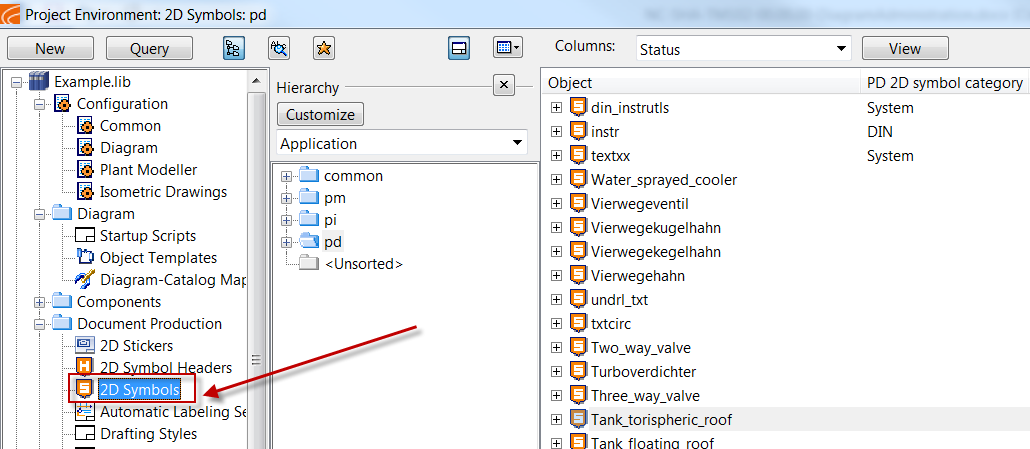 Project Environment: 2D Symbols: pd
New
Query
Columns:
Status
View
Example.lib
Configuration
Common
Diagram
Plant Modeller
Isometric Drawings
Diagram
Startup Scripts
Object Templates
Diagram-Catalog Map
Components
Document Production
2D Stickers
2D Symbol Headers
2D Symbols
Automatic Labeling Se
Drafting Styles
Hierarchy
Customize
Application
common
pm
pi
pd
<Unsorted>
Object PD 2D symbol category
din_instrutls System
instr DIN
textxx System
Water_sprayed_cooler
Vierwegeventil
Vierwegekugelhahn
Vierwegekegelhahn
Vierwegehahn
undrl_txt
txtcirc
Two_way_valve
Turboverdichter
Three_way_valve
Tank_torispheric_roof
Tank_floating_roof